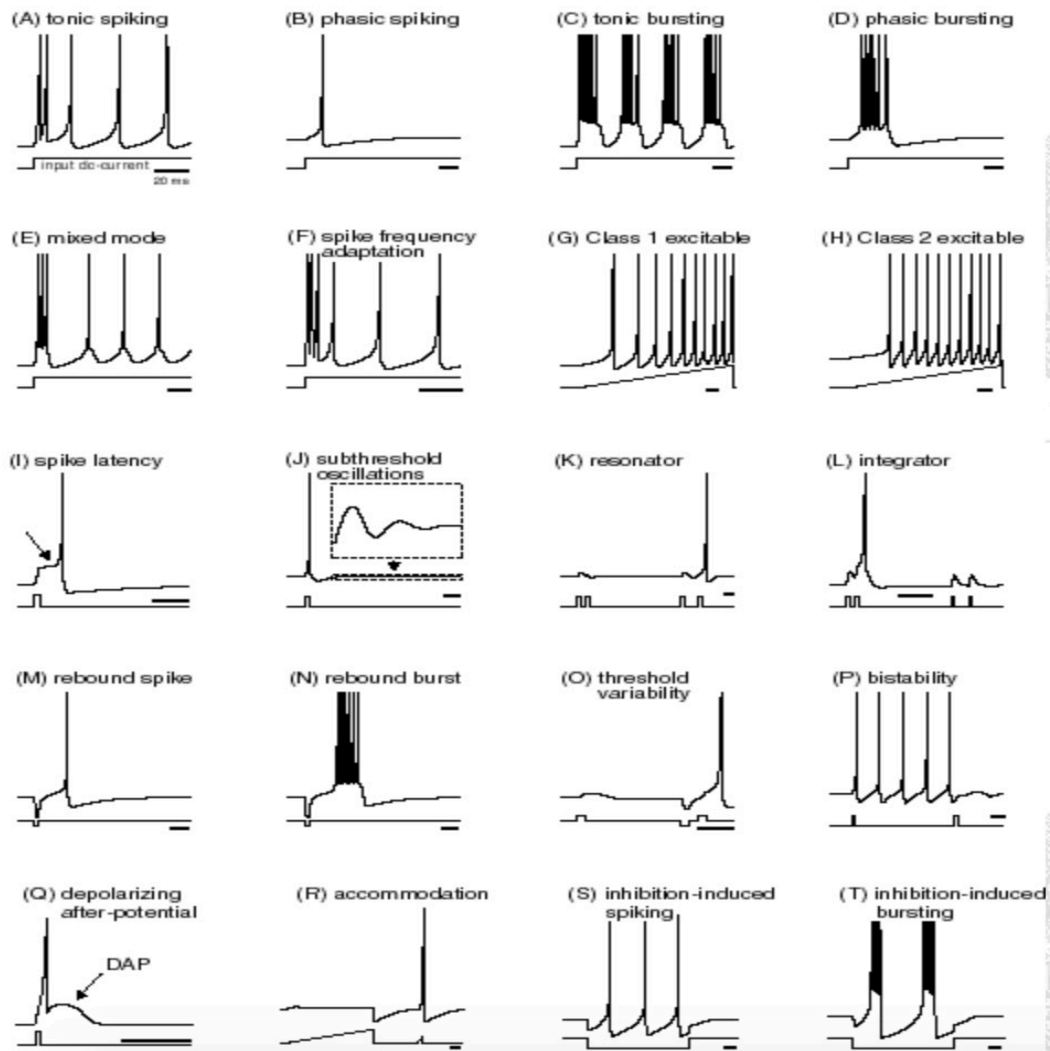 (A) tonic spiking
(B) phasic spiking
(C) tonic bursting
(D) phasic bursting
input dc-current
20 ms
(E) mixed mode
(F) spike frequency
adaptation
(G) Class 1 excitable
(H) Class 2 excitable
(I) spike latency
(J) subthreshold
oscillations
(K) resonator
(L) integrator
(M) rebound spike
(N) rebound burst
(O) threshold
variability
(P) bistability
(Q) depolarizing
after-potential
DAP
(R) accommodation
(S) inhibition-induced
spiking
(T) inhibition-induced
bursting